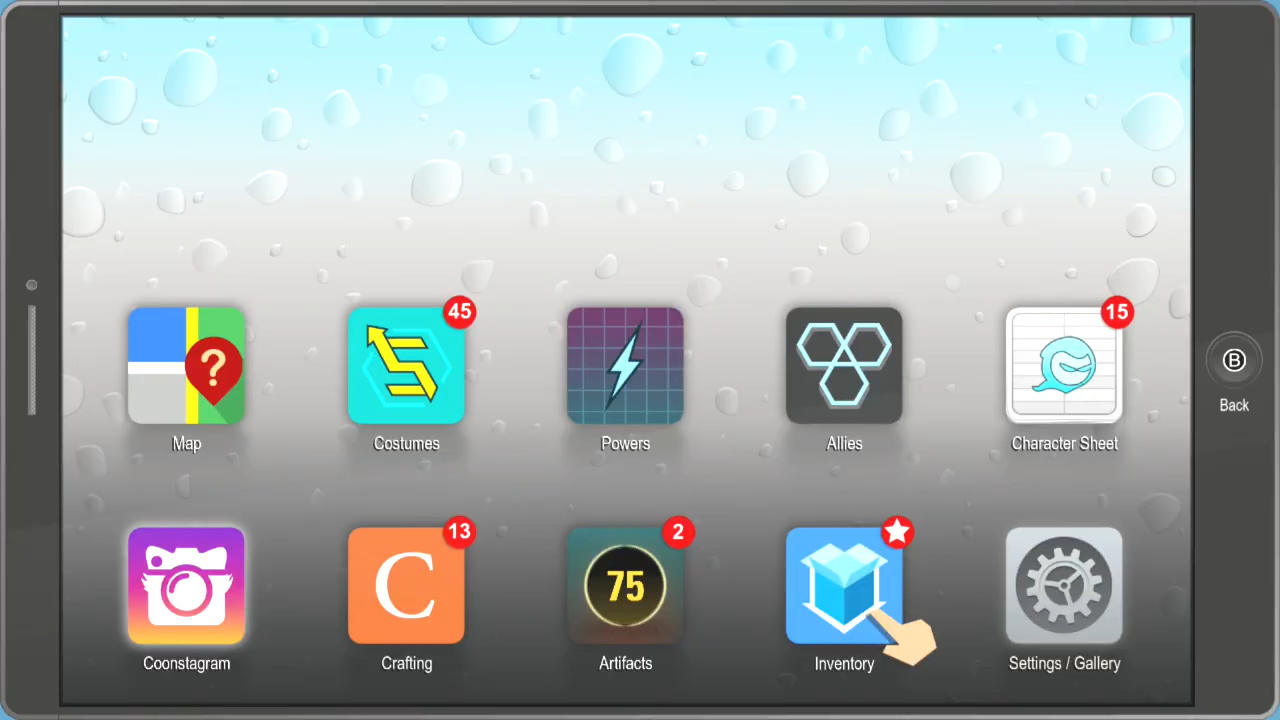 45
15
?
Map
Costumes
Powers
Allies
Character Sheet
B
Back
13
2
C
75
Coonstagram
Crafting
Artifacts
Inventory
Settings / Gallery